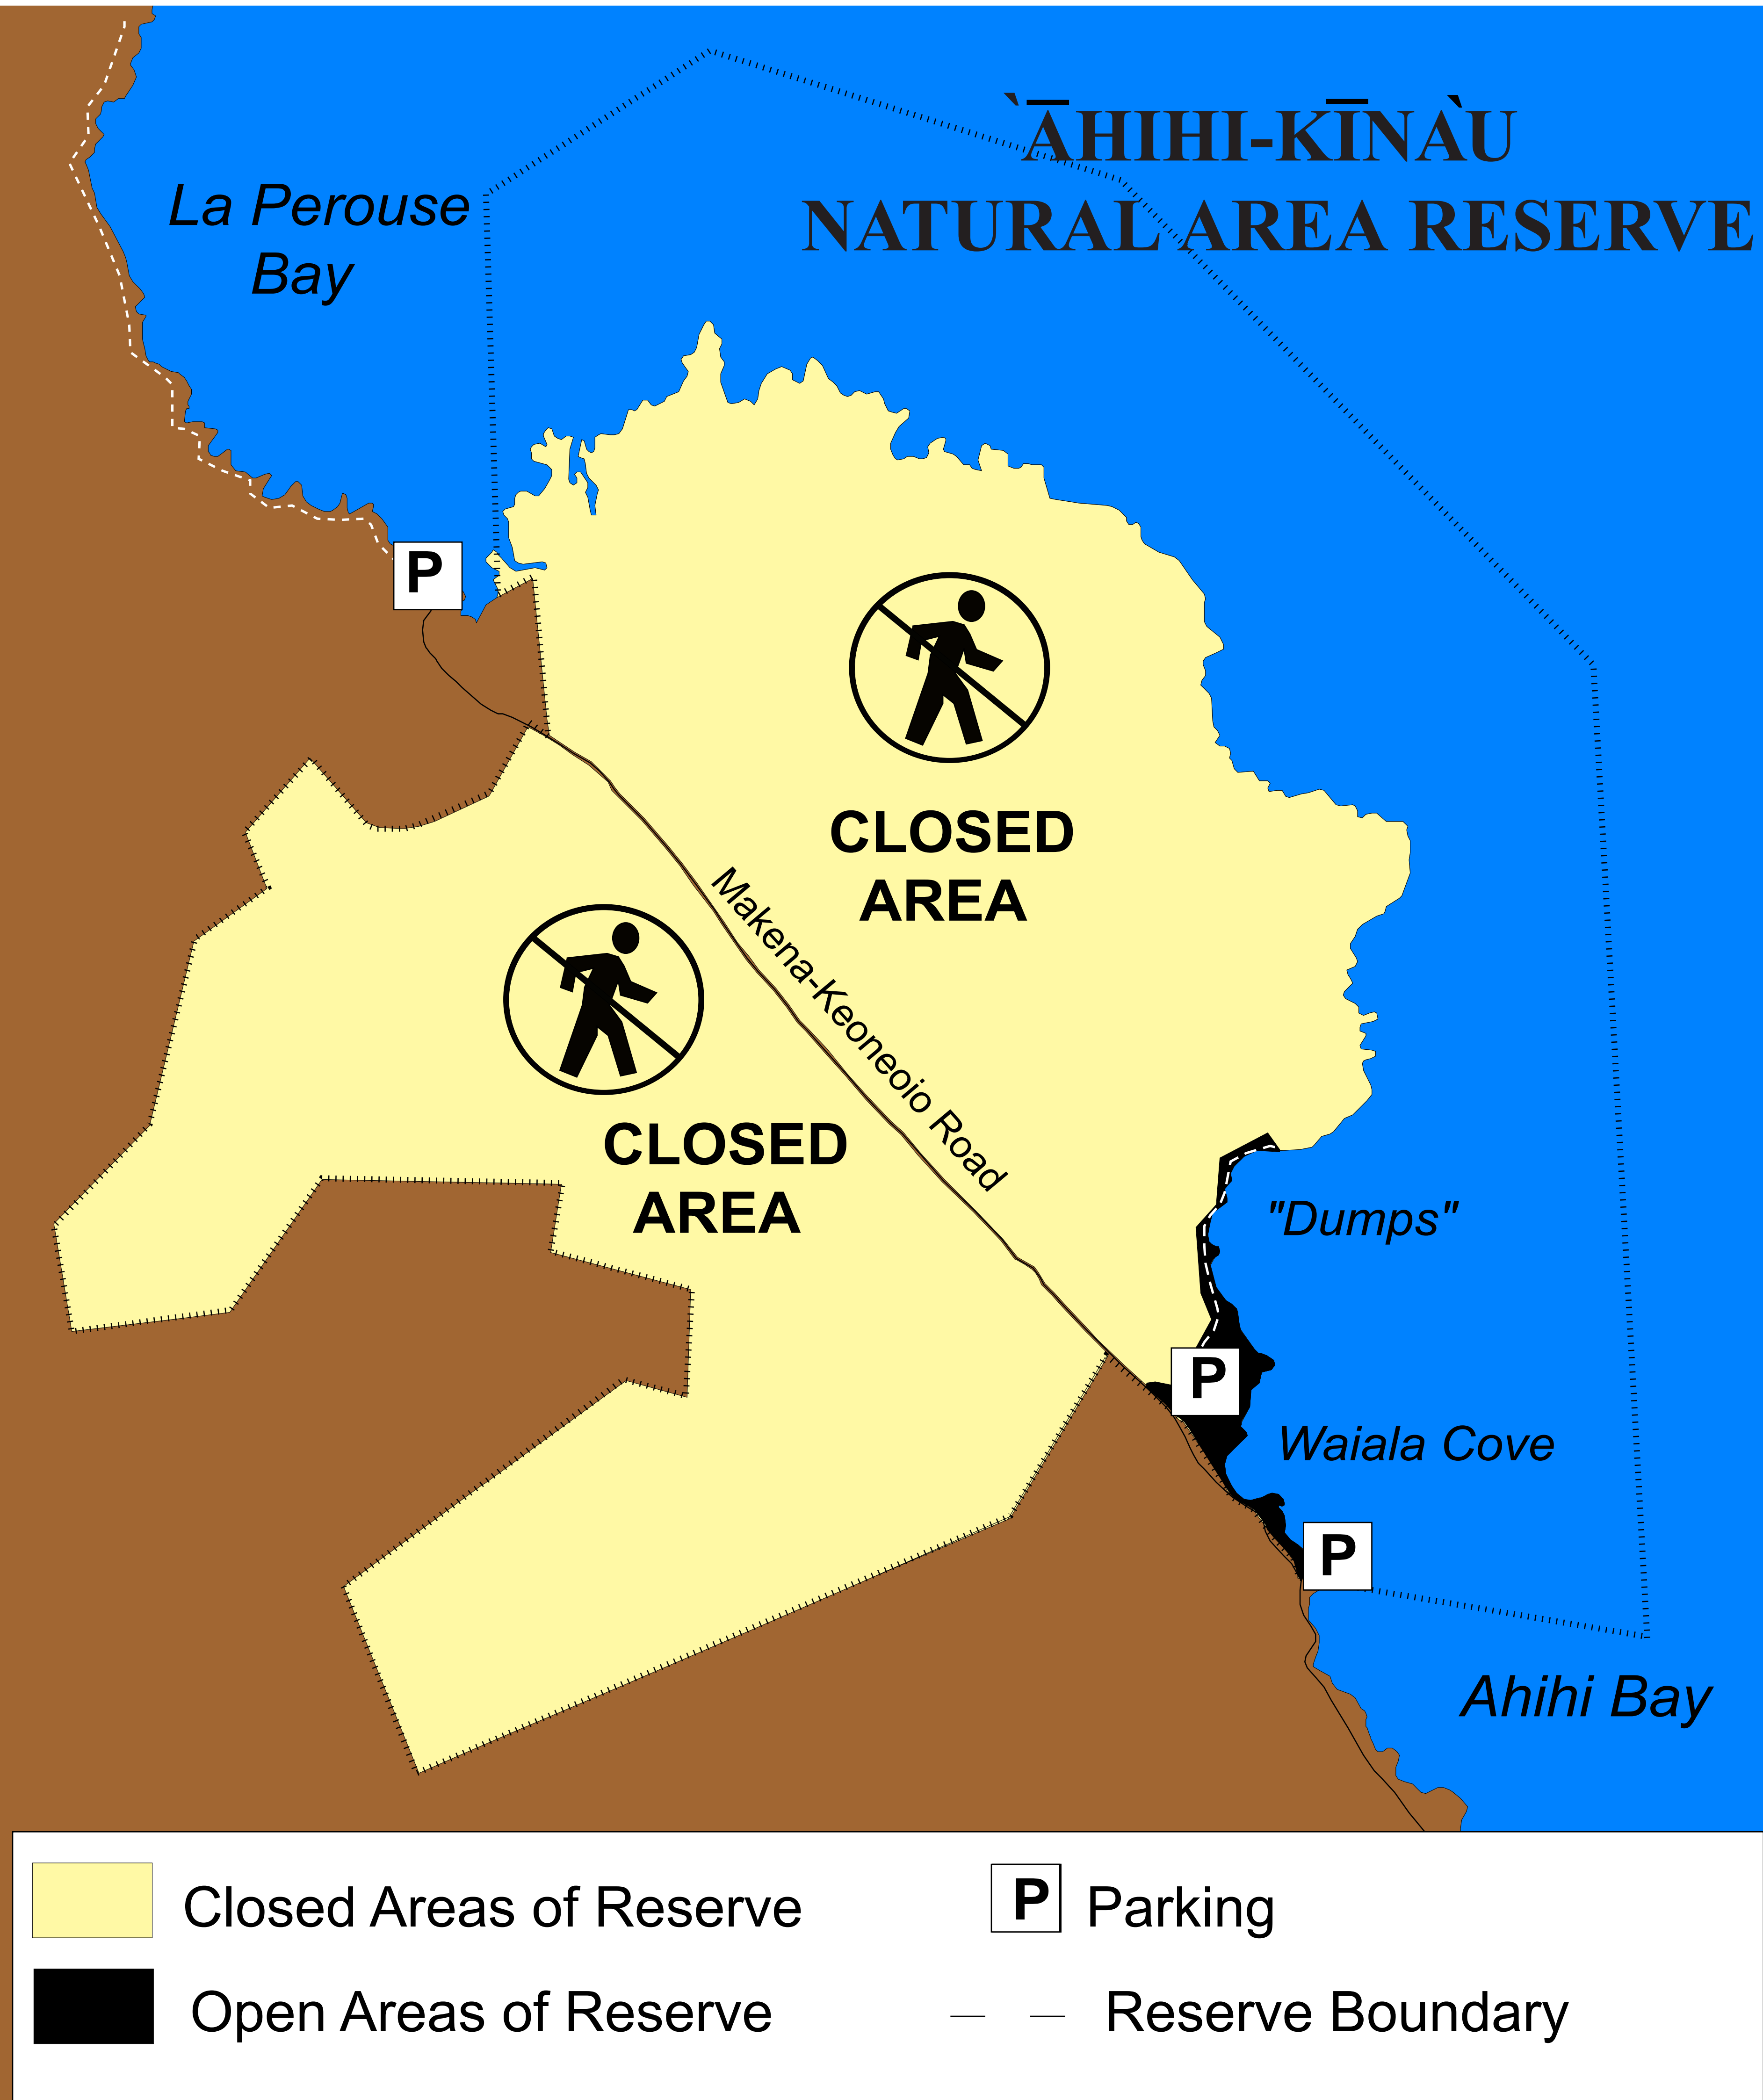 `ĀHIHI-KĪNA`U
NATURAL AREA RESERVE
La Perouse
Bay
P
CLOSED
AREA
Makena-Keoneoio Road
CLOSED
AREA
"Dumps"
P
Waiala Cove
P
Ahihi Bay
Closed Areas of Reserve
P Parking
Open Areas of Reserve
Reserve Boundary